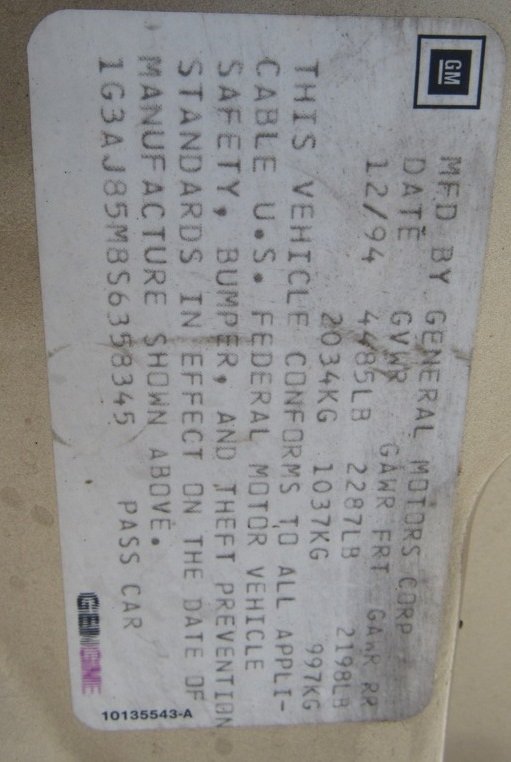 GM
MFD BY GENERAL MOTORS CORP
DATE GVWR GAWR FRT GAWR RR
12/94 4485LB 2287LB 2198LB
2034KG 1037KG 997KG
THIS VEHICLE CONFORMS TO ALL APPLI-
CABLE U.S. FEDERAL MOTOR VEHICLE
SAFETY, BUMPER, AND THEFT PREVENTION
STANDARDS IN EFFECT ON THE DATE OF
MANUFACTURE SHOWN ABOVE.
1G3AJ85M8S6358345 PASS CAR
10135543-A